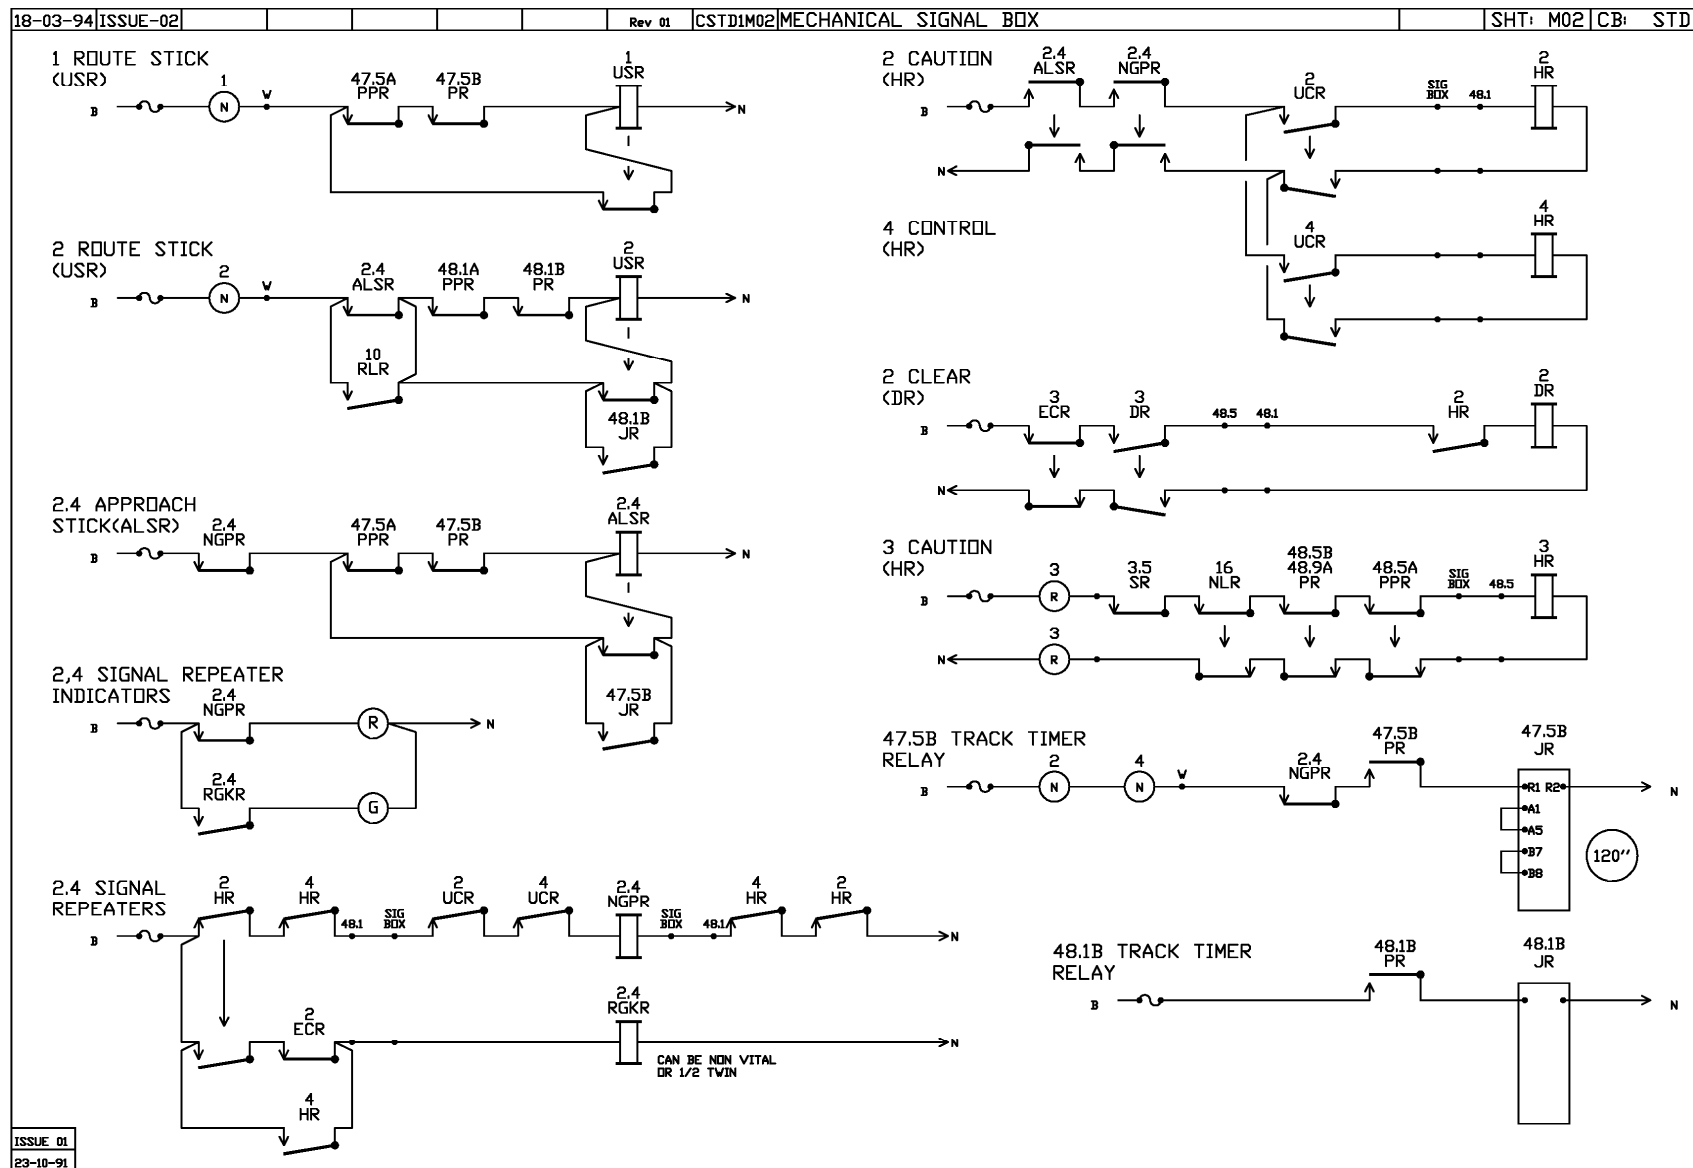 18-03-94 ISSUE-02 Rev 01 CSTD1M02 MECHANICAL SIGNAL BOX SHT: M02 CB: STD
1 ROUTE STICK
(USR)
B
1
N
W
47.5A
PPR
47.5B
PR
1
USR
N
2 ROUTE STICK
(USR)
B
2
N
W
2.4
ALSR
48.1A
PPR
48.1B
PR
2
USR
N
10
RLR
48.1B
JR
2.4 APPROACH
STICK(ALSR)
B
2.4
NGPR
47.5A
PPR
47.5B
PR
2.4
ALSR
N
47.5B
JR
2,4 SIGNAL REPEATER
INDICATORS
B
2.4
NGPR
R
N
2.4
RGKR
G
2.4 SIGNAL
REPEATERS
B
2
HR
4
HR
48.1
SIG
BOX
2
UCR
4
UCR
2.4
NGPR
SIG
BOX
48.1
4
HR
2
HR
N
2
ECR
2.4
RGKR
N
CAN BE NON VITAL
OR 1/2 TWIN
4
HR
2 CAUTION
(HR)
B
2.4
ALSR
2.4
NGPR
2
UCR
SIG
BOX
48.1
2
HR
N
4 CONTROL
(HR)
4
UCR
4
HR
2 CLEAR
(DR)
B
3
ECR
3
DR
48.5
48.1
2
HR
2
DR
N
3 CAUTION
(HR)
B
3
R
3.5
SR
16
NLR
48.5B
48.9A
PR
48.5A
PPR
SIG
BOX
48.5
3
HR
N
3
R
47.5B TRACK TIMER
RELAY
B
2
N
4
N
W
2.4
NGPR
47.5B
PR
47.5B
JR
R1 R2
A1
A5
B7
B8
N
120''
48.1B TRACK TIMER
RELAY
B
48.1B
PR
48.1B
JR
N
ISSUE 01
23-10-91